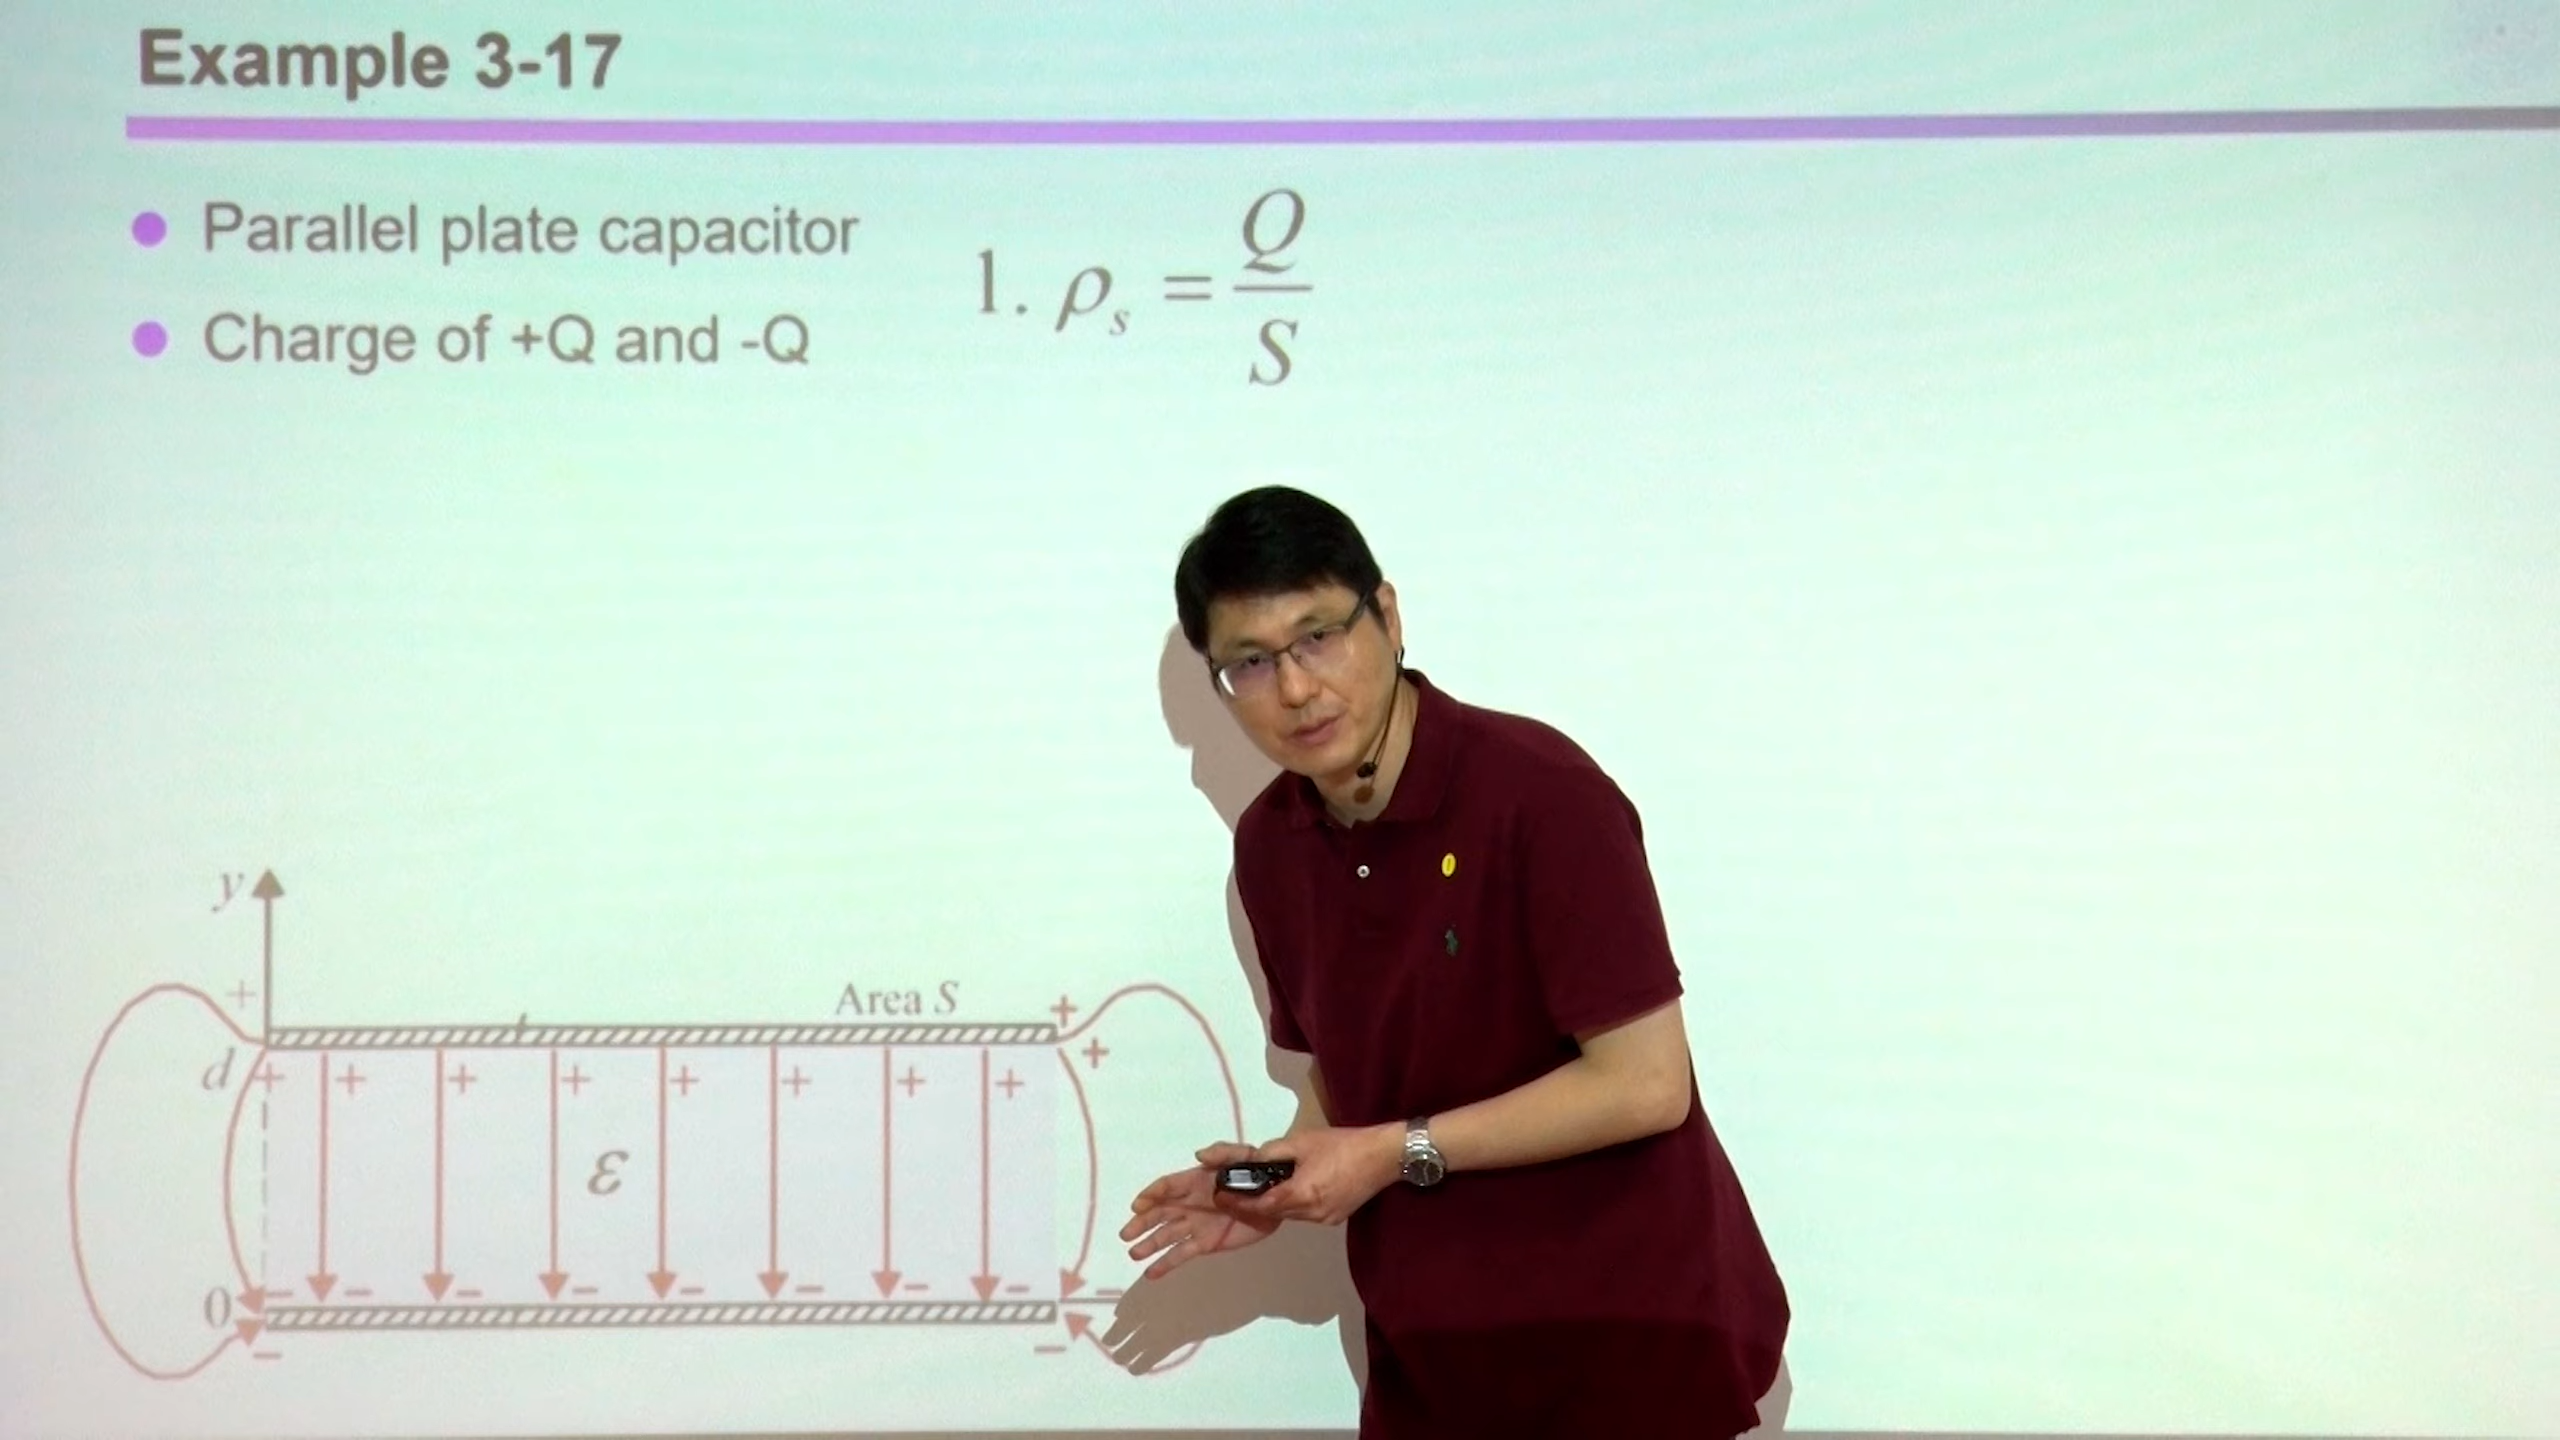 Example 3-17
Parallel plate capacitor
Charge of +Q and -Q
1. ρₛ = Q / S
y
Area S
+ +
d + + + + + + + + +
ε
0 − − − − − − − − −
− −